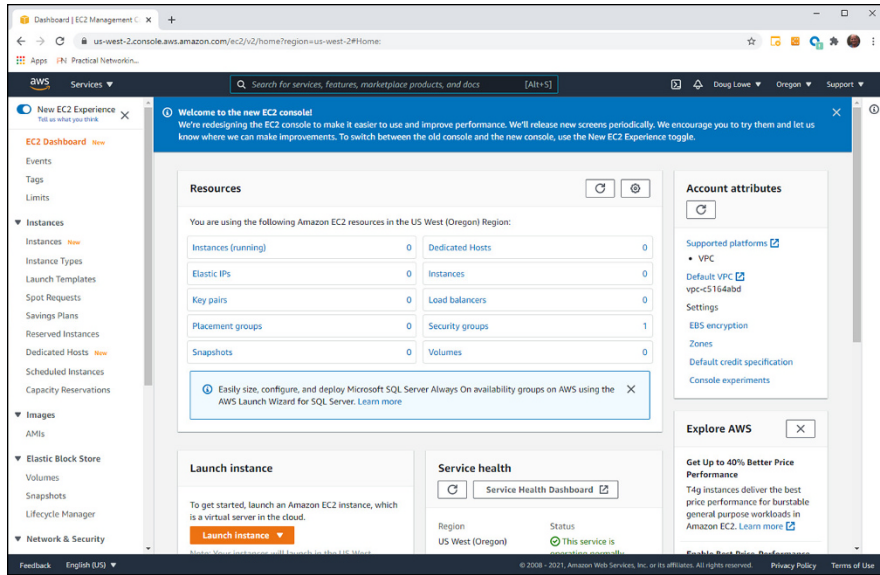 Dashboard | EC2 Management C
us-west-2.console.aws.amazon.com/ec2/v2/home?region=us-west-2#Home:
Apps
Practical Networkin...
aws
Services
Search for services, features, marketplace products, and docs
[Alt+S]
Doug Lowe
Oregon
Support
New EC2 Experience
Tell us what you think
EC2 Dashboard New
Events
Tags
Limits
Instances
Instances New
Instance Types
Launch Templates
Spot Requests
Savings Plans
Reserved Instances
Dedicated Hosts New
Scheduled Instances
Capacity Reservations
Images
AMIs
Elastic Block Store
Volumes
Snapshots
Lifecycle Manager
Network & Security
Welcome to the new EC2 console!
We're redesigning the EC2 console to make it easier to use and improve performance. We'll release new screens periodically. We encourage you to try them and let us
know where we can make improvements. To switch between the old console and the new console, use the New EC2 Experience toggle.
Resources
You are using the following Amazon EC2 resources in the US West (Oregon) Region:
Instances (running) 0
Dedicated Hosts 0
Elastic IPs 0
Instances 0
Key pairs 0
Load balancers 0
Placement groups 0
Security groups 1
Snapshots 0
Volumes 0
Easily size, configure, and deploy Microsoft SQL Server Always On availability groups on AWS using the
AWS Launch Wizard for SQL Server. Learn more
Launch instance
To get started, launch an Amazon EC2 instance, which
is a virtual server in the cloud.
Launch instance
Note: Your instances will launch in the US West
Service health
Service Health Dashboard
Region
Status
US West (Oregon)
This service is
operating normally
Account attributes
Supported platforms
• VPC
Default VPC
vpc-c5164abd
Settings
EBS encryption
Zones
Default credit specification
Console experiments
Explore AWS
Get Up to 40% Better Price
Performance
T4g instances deliver the best
price performance for burstable
general purpose workloads in
Amazon EC2. Learn more
Enable Best Price-Performance
Feedback
English (US)
© 2008 - 2021, Amazon Web Services, Inc. or its affiliates. All rights reserved.
Privacy Policy
Terms of Use